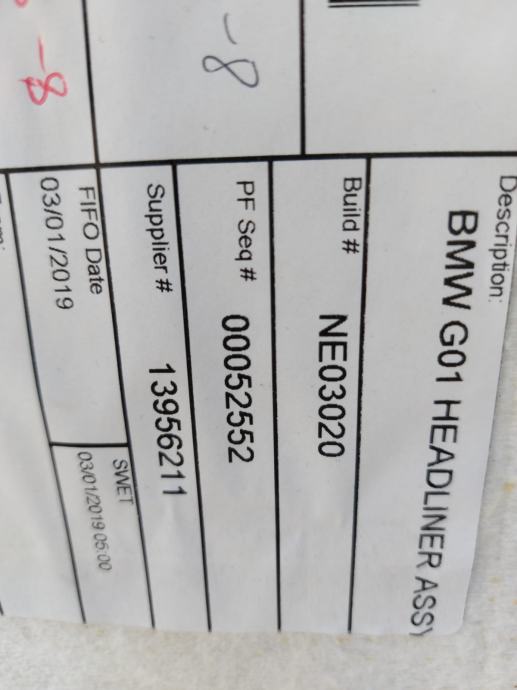 Description:
BMW G01 HEADLINER ASSY
Build # NE03020
PF Seq # 00052552
Supplier # 13956211
FIFO Date
03/01/2019
SWET
03/01/2019 05:00
-8
-8